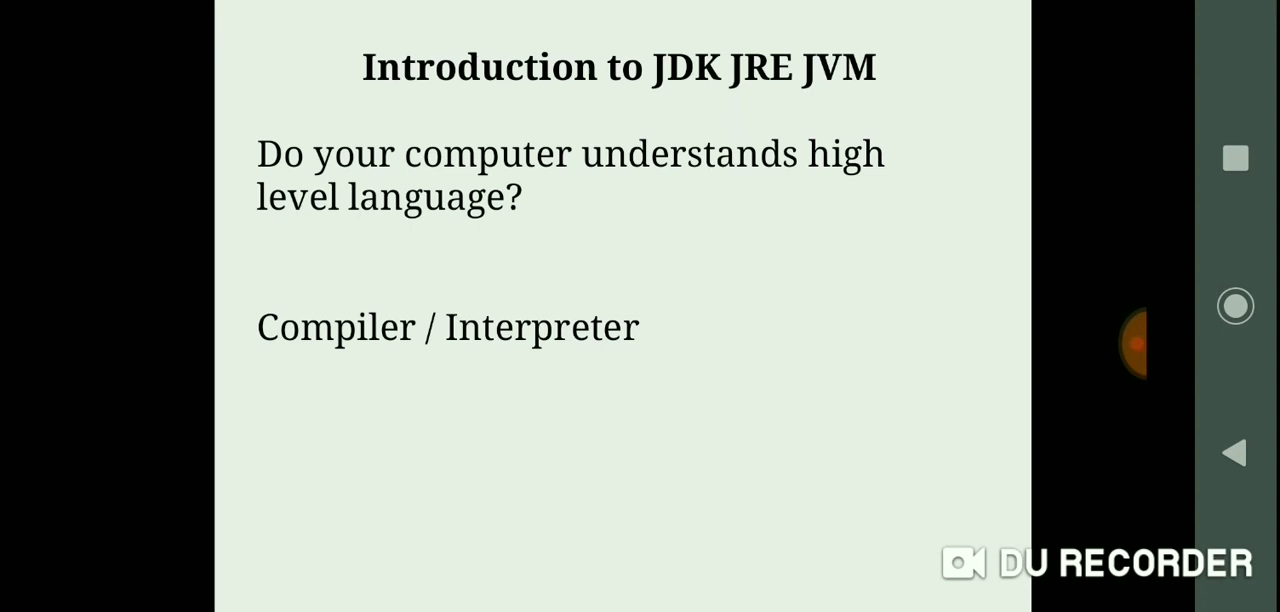 Introduction to JDK JRE JVM
Do your computer understands high
level language?
Compiler / Interpreter
DU RECORDER